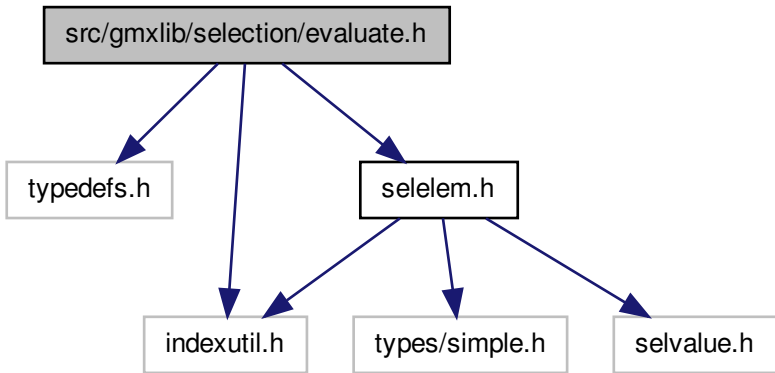 src/gmxlib/selection/evaluate.h
typedefs.h
selelem.h
indexutil.h
types/simple.h
selvalue.h